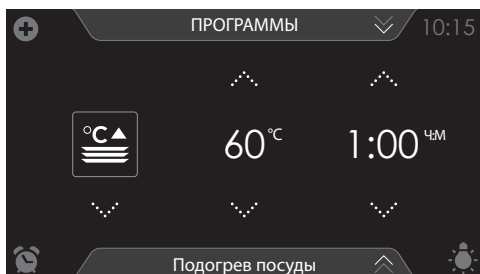 ПРОГРАММЫ
10:15
°C
60 °C
1:00 Ч:М
Подогрев посуды